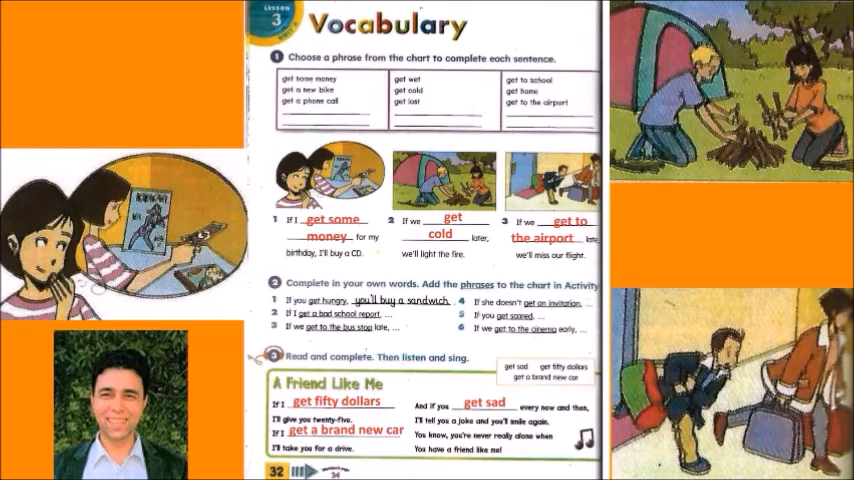 LESSON
3
UNIT
Vocabulary
1 Choose a phrase from the chart to complete each sentence.
get some money
get a new bike
get a phone call
get wet
get cold
get lost
get to school
get home
get to the airport
1 If I get some
money for my
birthday, I'll buy a CD.
2 If we get
cold later,
we'll light the fire.
3 If we get to
the airport late
we'll miss our flight.
2 Complete in your own words. Add the phrases to the chart in Activity
1 If you get hungry, you'll buy a sandwich.
2 If I get a bad school report, ...
3 If we get to the bus stop late, ...
4 If she doesn't get an invitation, ...
5 If you get scared, ...
6 If we get to the cinema early, ...
3 Read and complete. Then listen and sing.
get sad get fifty dollars
get a brand new car
A Friend Like Me
If I get fifty dollars
I'll give you twenty-five.
If I get a brand new car
I'll take you for a drive.
And if you get sad every now and then,
I'll tell you a joke and you'll smile again.
You know, you're never really alone when
You have a friend like me!
32
34